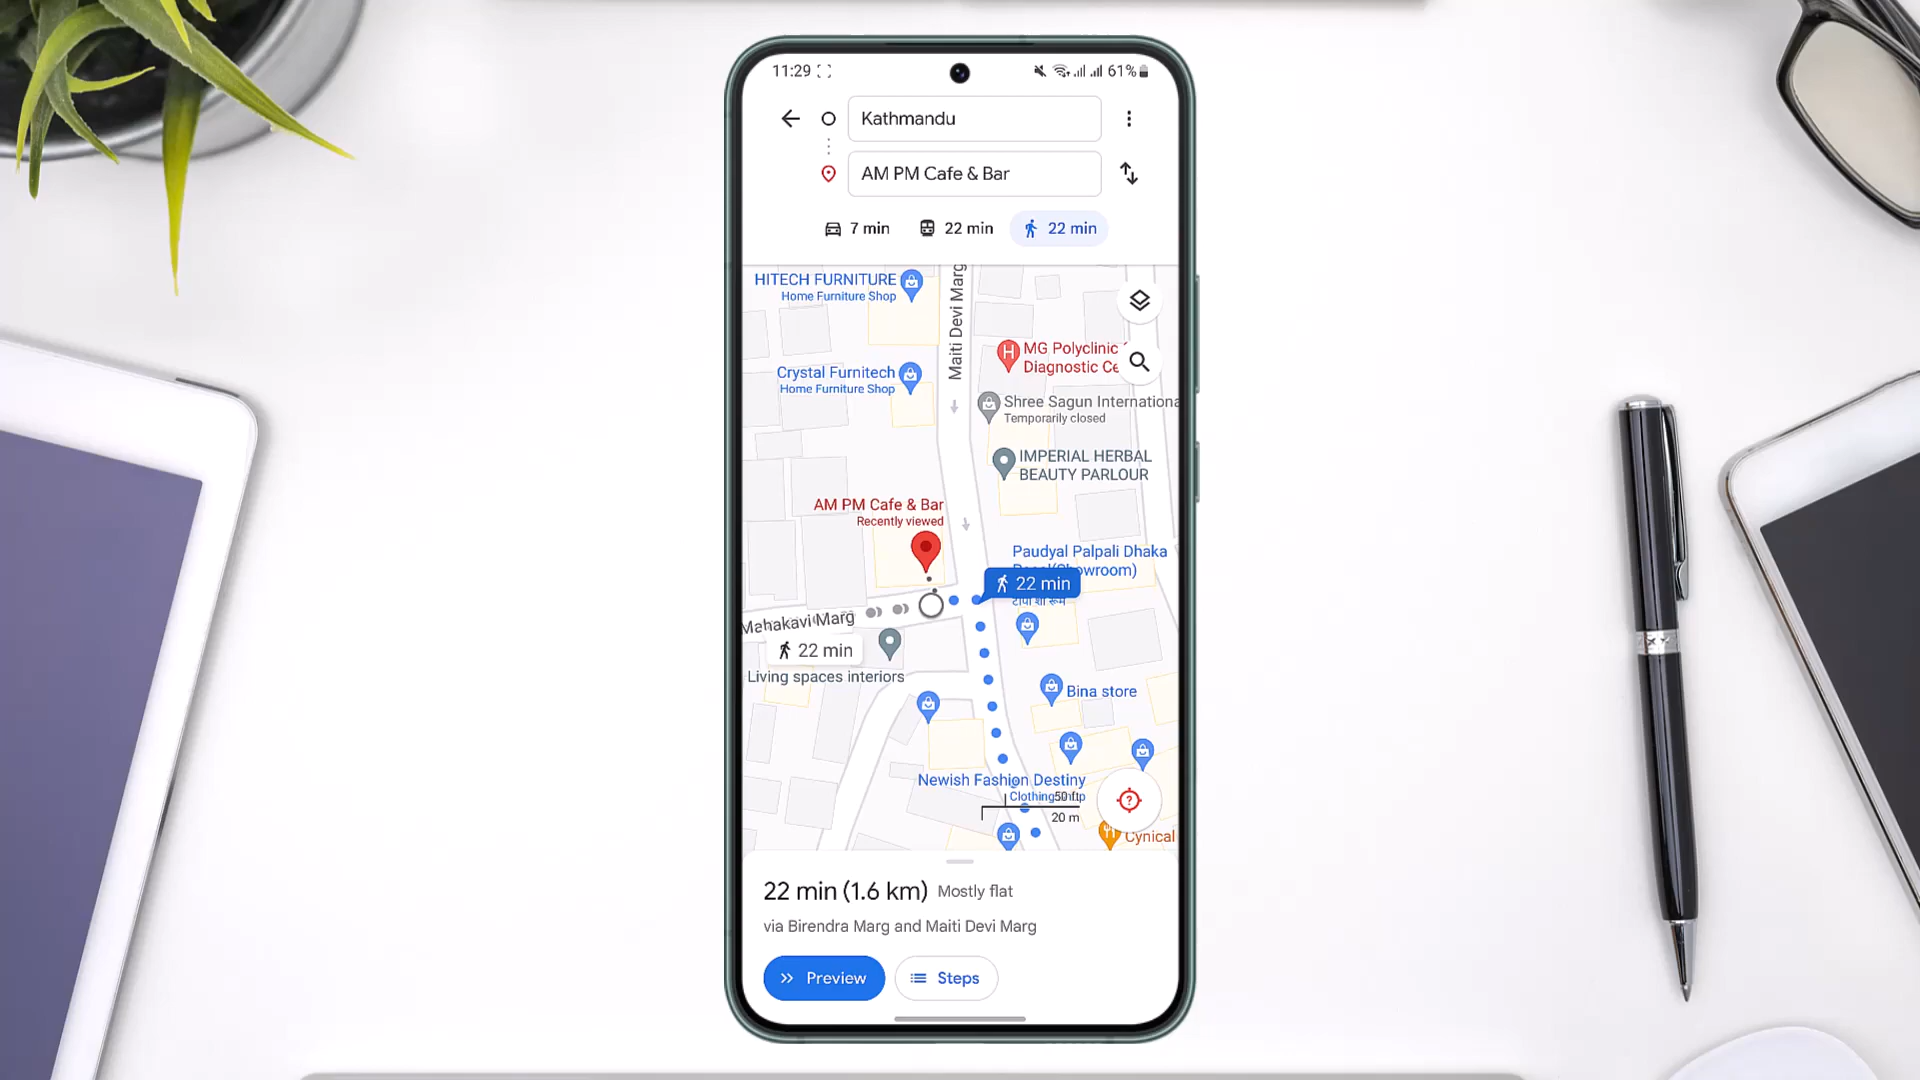 11:29
61%
Kathmandu
AM PM Cafe & Bar
7 min
22 min
22 min
HITECH FURNITURE
Home Furniture Shop
Maiti Devi Marg
MG Polyclinic
Diagnostic Ce
Crystal Furnitech
Home Furniture Shop
Shree Sagun Internationa
Temporarily closed
IMPERIAL HERBAL
BEAUTY PARLOUR
AM PM Cafe & Bar
Recently viewed
Paudyal Palpali Dhaka
(Showroom)
22 min
Mahakavi Marg
22 min
Living spaces interiors
Bina store
Newish Fashion Destiny
Clothing
50 ft
20 m
Cynical
22 min (1.6 km) Mostly flat
via Birendra Marg and Maiti Devi Marg
Preview
Steps